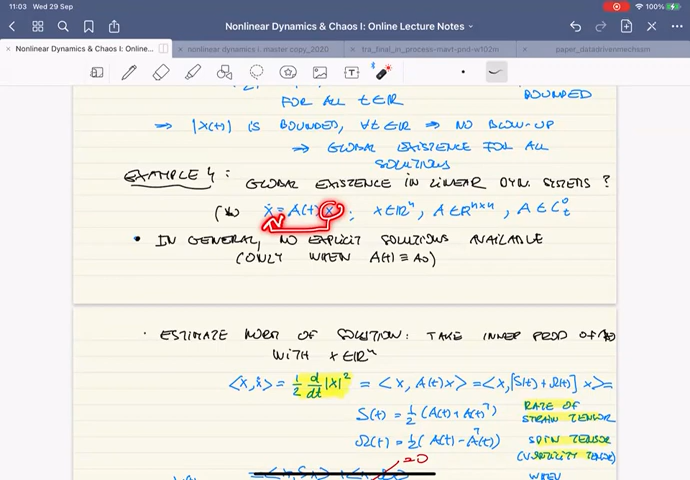 11:03 Wed 29 Sep
Nonlinear Dynamics & Chaos I: Online Lecture Notes
Nonlinear Dynamics & Chaos I: Online... nonlinear dynamics i. master copy_2020 tra_final_in_process-mavt-pnd-w102m paper_datadrivenmechssm
FOR ALL t∈ℝ BOUNDED
⇒ |X(t)| IS BOUNDED, ∀t∈ℝ ⇒ NO BLOW-UP
⇒ GLOBAL EXISTENCE FOR ALL
SOLUTIONS
EXAMPLE 4: GLOBAL EXISTENCE IN LINEAR DYN. SYSTEMS?
ẋ = A(t) x; x∈ℝⁿ, A∈ℝⁿˣⁿ, A∈C⁰ₜ
• IN GENERAL, NO EXPLICIT SOLUTIONS AVAILABLE
(ONLY WHEN A(t) ≡ A₀)
· ESTIMATE NORM OF SOLUTION: TAKE INNER PROD OF
WITH X∈ℝⁿ
⟨x,ẋ⟩ = ½ d/dt |x|² = ⟨x, A(t)x⟩ = ⟨x,[S(t)+Ω(t)] x⟩=
S(t) = ½ (A(t)+A(t)ᵀ) RATE OF
STRAIN TENSOR
Ω(t) = ½ (A(t)-Aᵀ(t)) SPIN TENSOR
(VORTICITY TENSOR)
=0
WHEN